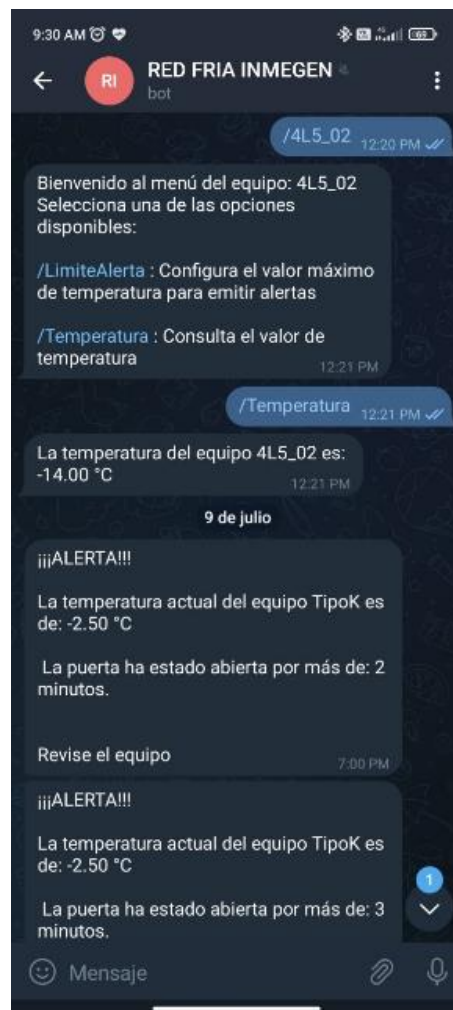 9:30 AM
69
RI
RED FRIA INMEGEN
bot
/4L5_02 12:20 PM
Bienvenido al menú del equipo: 4L5_02
Selecciona una de las opciones
disponibles:
/LimiteAlerta : Configura el valor máximo
de temperatura para emitir alertas
/Temperatura : Consulta el valor de
temperatura
12:21 PM
/Temperatura 12:21 PM
La temperatura del equipo 4L5_02 es:
-14.00 °C
12:21 PM
9 de julio
¡¡¡ALERTA!!!
La temperatura actual del equipo TipoK es
de: -2.50 °C
La puerta ha estado abierta por más de: 2
minutos.
Revise el equipo
7:00 PM
¡¡¡ALERTA!!!
La temperatura actual del equipo TipoK es
de: -2.50 °C
1
La puerta ha estado abierta por más de: 3
minutos.
Mensaje